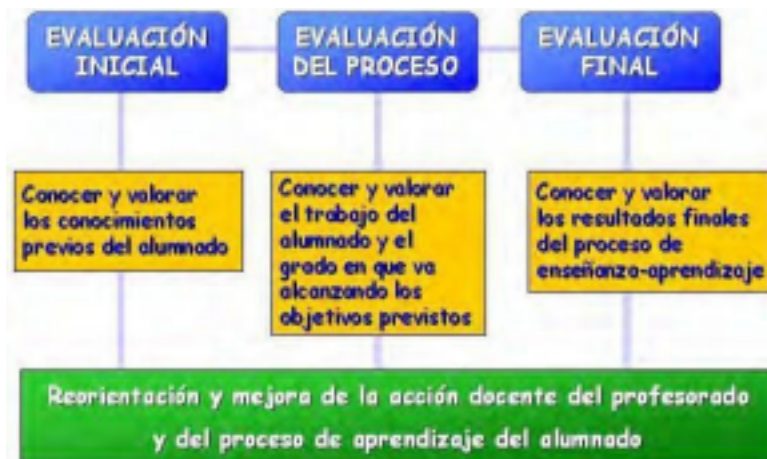 EVALUACIÓN
INICIAL
EVALUACIÓN
DEL PROCESO
EVALUACIÓN
FINAL
Conocer y valorar
los conocimientos
previos del alumnado
Conocer y valorar
el trabajo del
alumnado y el
grado en que va
alcanzando los
objetivos previstos
Conocer y valorar
los resultados finales
del proceso de
enseñanza-aprendizaje
Reorientación y mejora de la acción docente del profesorado
y del proceso de aprendizaje del alumnado